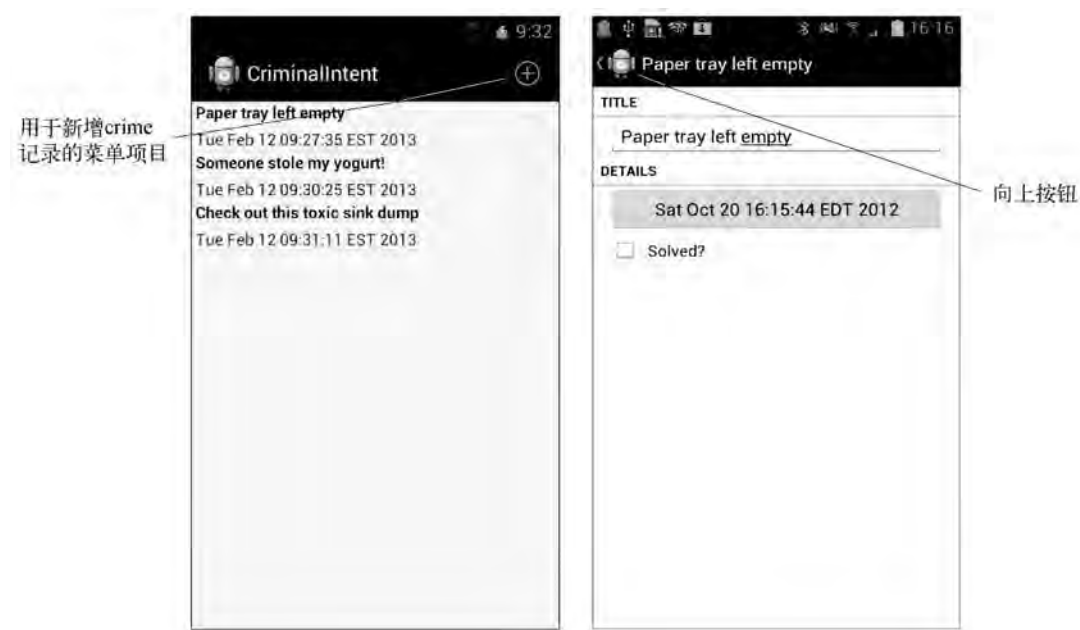 用于新增crime
记录的菜单项目
9:32
CriminalIntent
Paper tray left empty
Tue Feb 12 09:27:35 EST 2013
Someone stole my yogurt!
Tue Feb 12 09:30:25 EST 2013
Check out this toxic sink dump
Tue Feb 12 09:31:11 EST 2013
16:16
Paper tray left empty
TITLE
Paper tray left empty
DETAILS
Sat Oct 20 16:15:44 EDT 2012
Solved?
向上按钮